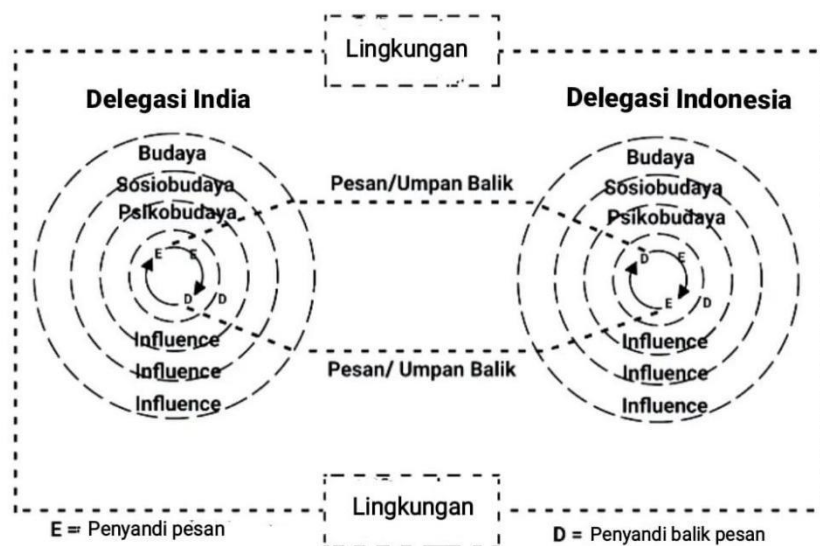 Lingkungan
Delegasi India
Delegasi Indonesia
Budaya
Sosiobudaya
Psikobudaya
E
E
D
D
Influence
Influence
Influence
Pesan/Umpan Balik
Pesan/ Umpan Balik
Budaya
Sosiobudaya
Psikobudaya
D
E
E
D
Influence
Influence
Influence
Lingkungan
E = Penyandi pesan
D = Penyandi balik pesan